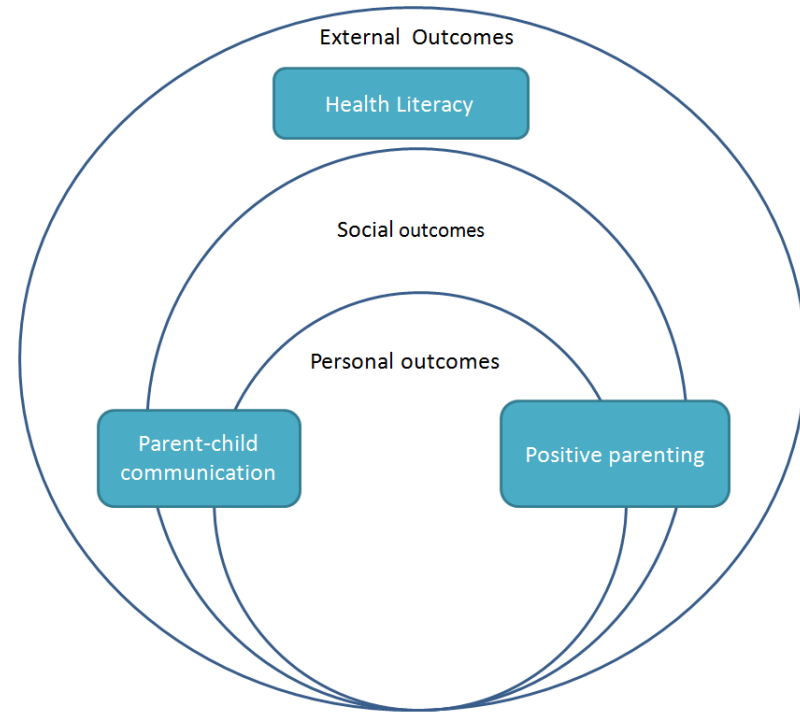 External Outcomes
Health Literacy
Social outcomes
Personal outcomes
Parent-child
communication
Positive parenting